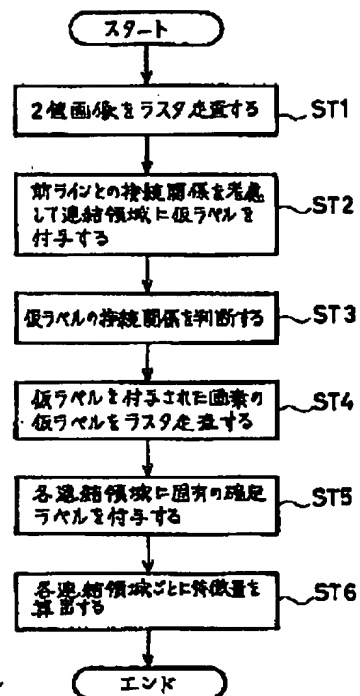 スタート
2値画像をラスタ走査する
ST1
前ラインとの接続関係を考慮
して連結領域に仮ラベルを
付与する
ST2
仮ラベルの接続関係を判断する
ST3
仮ラベルを付与された画素の
仮ラベルをラスタ走査する
ST4
各連結領域に固有の確定
ラベルを付与する
ST5
各連結領域ごとに特徴量を
算出する
ST6
エンド